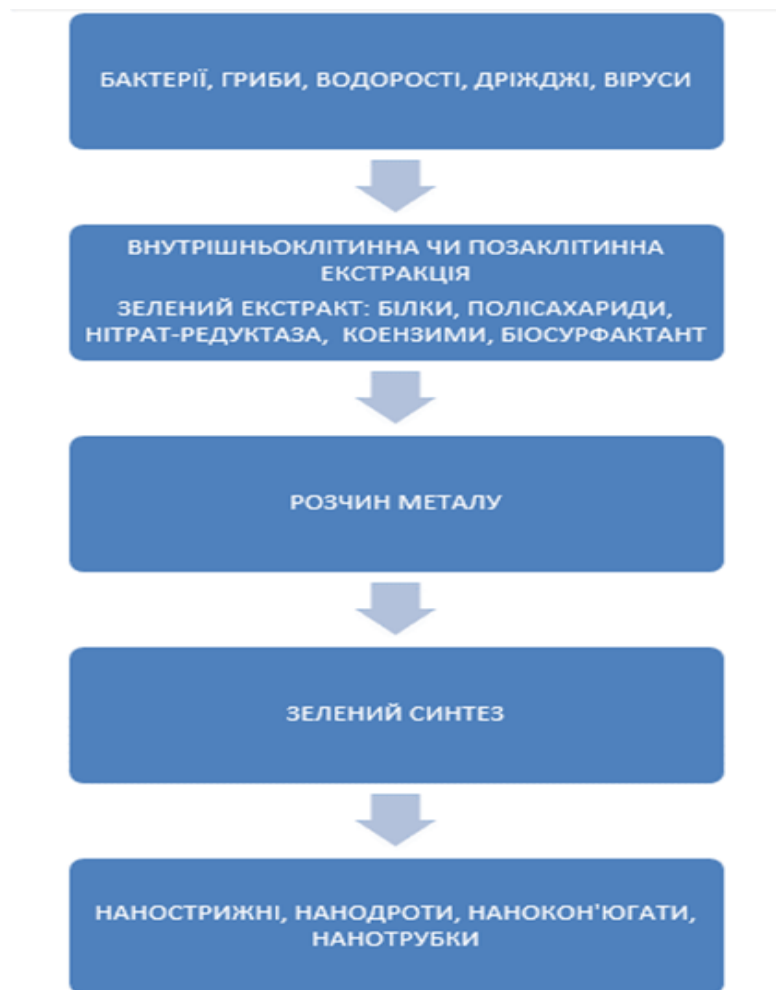 БАКТЕРІЇ, ГРИБИ, ВОДОРОСТІ, ДРІЖДЖІ, ВІРУСИ
ВНУТРІШНЬОКЛІТИННА ЧИ ПОЗАКЛІТИННА
ЕКСТРАКЦІЯ
ЗЕЛЕНИЙ ЕКСТРАКТ: БІЛКИ, ПОЛІСАХАРИДИ,
НІТРАТ-РЕДУКТАЗА, КОЕНЗИМИ, БІОСУРФАКТАНТ
РОЗЧИН МЕТАЛУ
ЗЕЛЕНИЙ СИНТЕЗ
НАНОСТРИЖНІ, НАНОДРОТИ, НАНОКОН'ЮГАТИ,
НАНОТРУБКИ